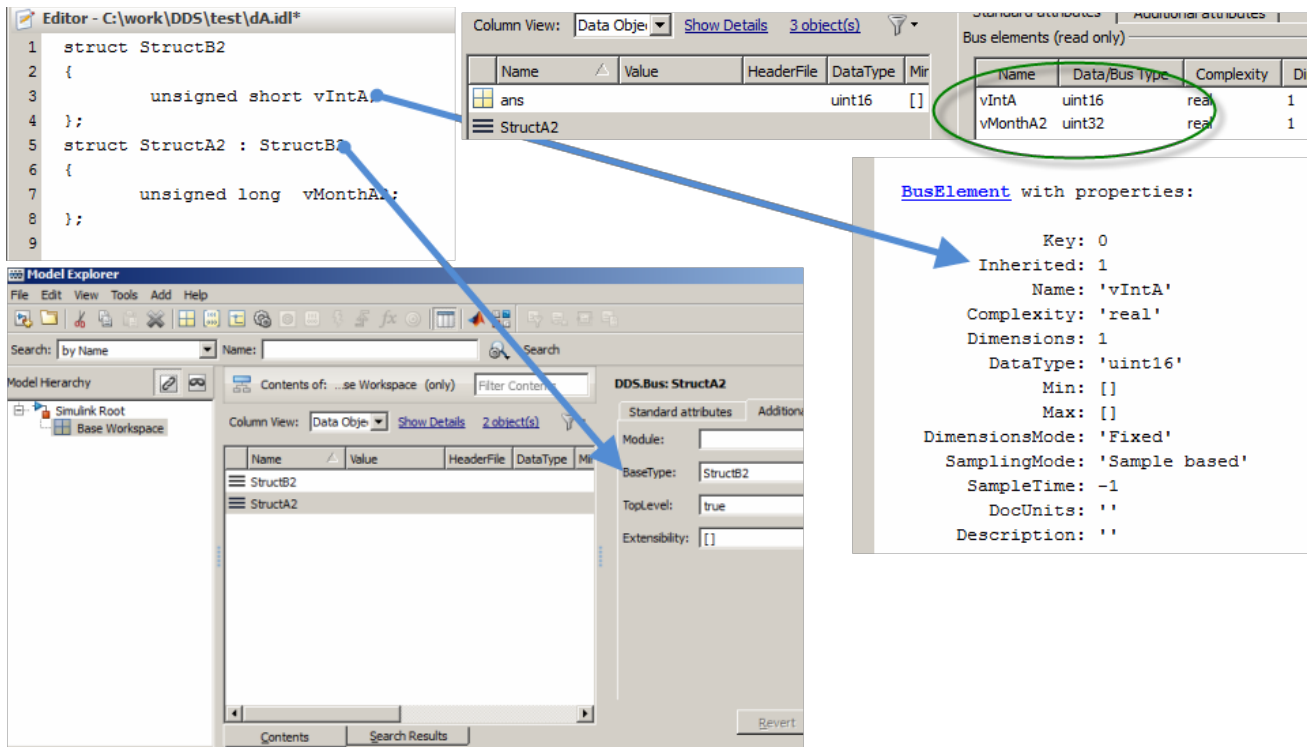 Editor - C:\work\DDS\test\dA.idl*
1 struct StructB2
2 {
3 unsigned short vIntA;
4 };
5 struct StructA2 : StructB2
6 {
7 unsigned long vMonthA2;
8 };
9
Column View: Data Obje Show Details 3 object(s)
Name Value HeaderFile DataType Mir
ans uint16 []
StructA2
Standard attributes Additional attributes
Bus elements (read only)
Name Data/Bus Type Complexity Di
vIntA uint16 real 1
vMonthA2 uint32 real 1
BusElement with properties:
Key: 0
Inherited: 1
Name: 'vIntA'
Complexity: 'real'
Dimensions: 1
DataType: 'uint16'
Min: []
Max: []
DimensionsMode: 'Fixed'
SamplingMode: 'Sample based'
SampleTime: -1
DocUnits: ''
Description: ''
Model Explorer
File Edit View Tools Add Help
Search: by Name Name: Search
Model Hierarchy
Simulink Root
Base Workspace
Contents of: ...se Workspace (only) Filter Contents
Column View: Data Obje Show Details 2 object(s)
Name Value HeaderFile DataType Mi
StructB2
StructA2
Contents Search Results
DDS.Bus: StructA2
Standard attributes Additiona
Module:
BaseType: StructB2
TopLevel: true
Extensibility: []
Revert